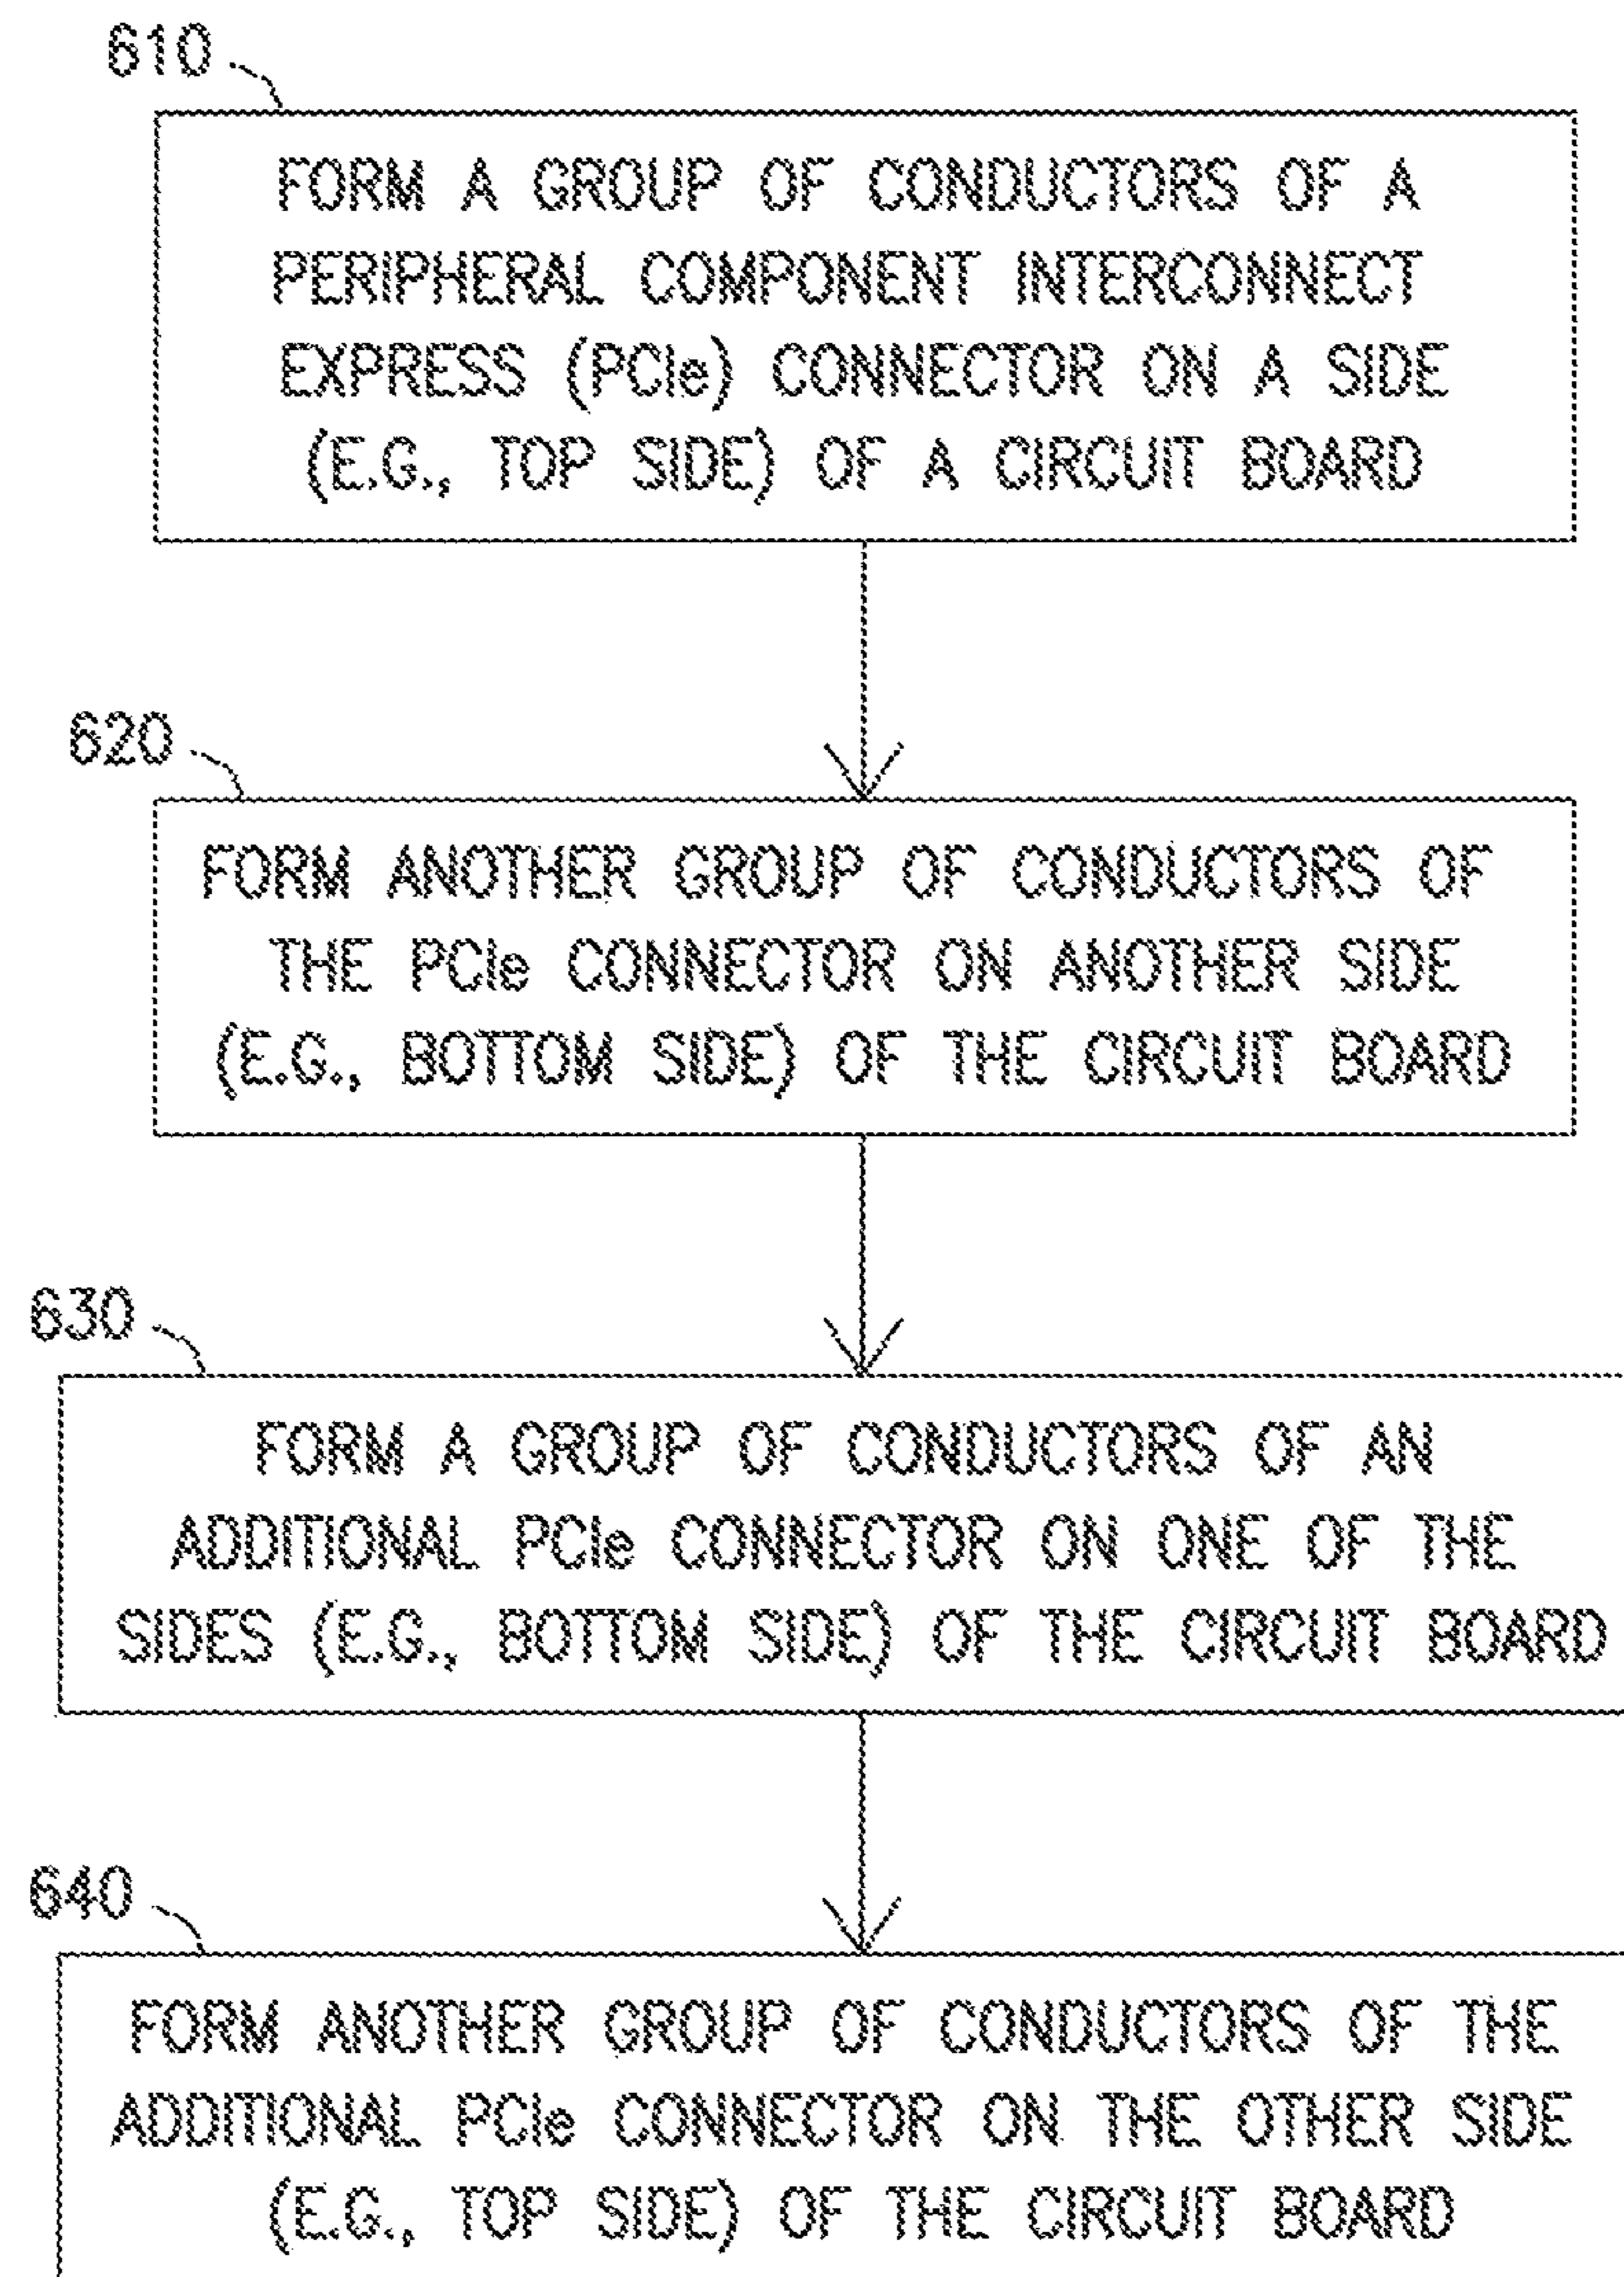 610
FORM A GROUP OF CONDUCTORS OF A
PERIPHERAL COMPONENT INTERCONNECT
EXPRESS (PCIe) CONNECTOR ON A SIDE
(E.G., TOP SIDE) OF A CIRCUIT BOARD
620
FORM ANOTHER GROUP OF CONDUCTORS OF
THE PCIe CONNECTOR ON ANOTHER SIDE
(E.G., BOTTOM SIDE) OF THE CIRCUIT BOARD
630
FORM A GROUP OF CONDUCTORS OF AN
ADDITIONAL PCIe CONNECTOR ON ONE OF THE
SIDES (E.G., BOTTOM SIDE) OF THE CIRCUIT BOARD
640
FORM ANOTHER GROUP OF CONDUCTORS OF THE
ADDITIONAL PCIe CONNECTOR ON THE OTHER SIDE
(E.G., TOP SIDE) OF THE CIRCUIT BOARD